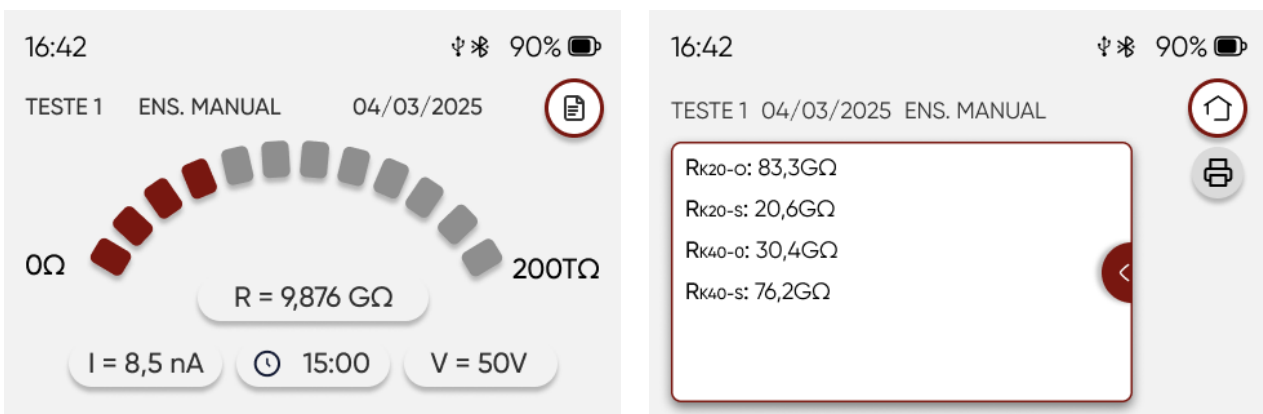 16:42 90%
TESTE 1 ENS. MANUAL 04/03/2025
0Ω 200TΩ
R = 9,876 GΩ
I = 8,5 nA 15:00 V = 50V
16:42 90%
TESTE 1 04/03/2025 ENS. MANUAL
RK20-O: 83,3GΩ
RK20-S: 20,6GΩ
RK40-0: 30,4GΩ
RK40-S: 76,2GΩ